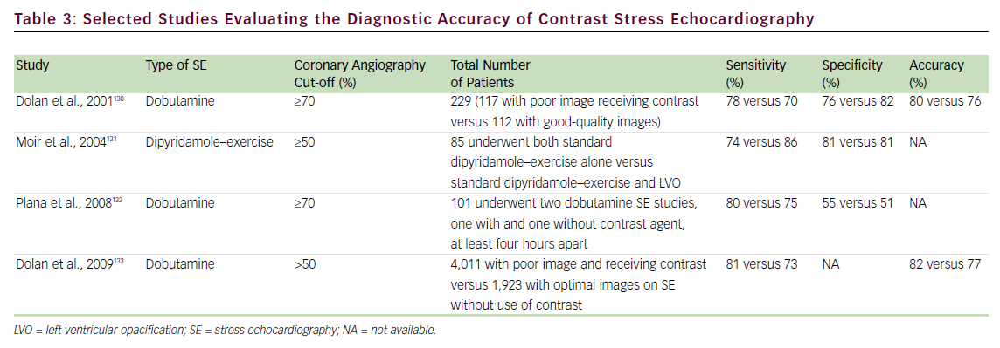 Table 3: Selected Studies Evaluating the Diagnostic Accuracy of Contrast Stress Echocardiography
Study Type of SE Coronary Angiography Total Number Sensitivity Specificity Accuracy
Cut-off (%) of Patients (%) (%) (%)
Dolan et al., 2001¹³⁰ Dobutamine ≥70 229 (117 with poor image receiving contrast 78 versus 70 76 versus 82 80 versus 76
versus 112 with good-quality images)
Moir et al., 2004¹³¹ Dipyridamole–exercise ≥50 85 underwent both standard 74 versus 86 81 versus 81 NA
dipyridamole–exercise alone versus
standard dipyridamole–exercise and LVO
Plana et al., 2008¹³² Dobutamine ≥70 101 underwent two dobutamine SE studies, 80 versus 75 55 versus 51 NA
one with and one without contrast agent,
at least four hours apart
Dolan et al., 2009¹³³ Dobutamine >50 4,011 with poor image and receiving contrast 81 versus 73 NA 82 versus 77
versus 1,923 with optimal images on SE
without use of contrast
LVO = left ventricular opacification; SE = stress echocardiography; NA = not available.